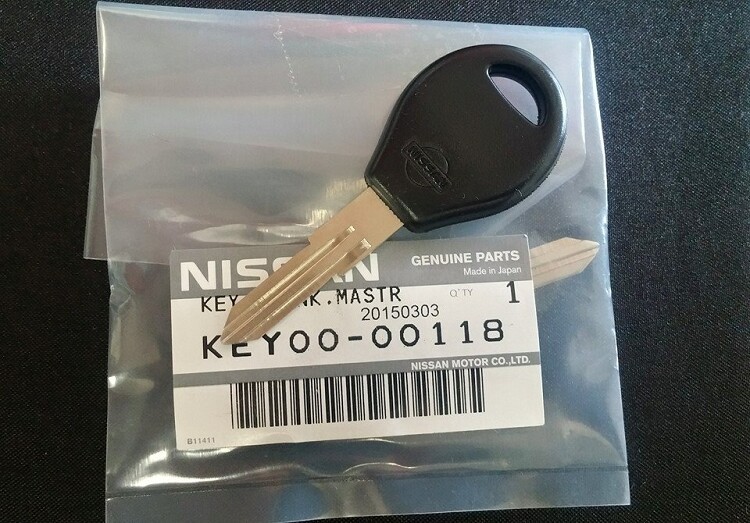 NISSAN
NISSAN
GENUINE PARTS
Made in Japan
NK.MASTR
Q'TY
1
KEY
20150303
KEY00-00118
NISSAN MOTOR CO.,LTD.
B11411